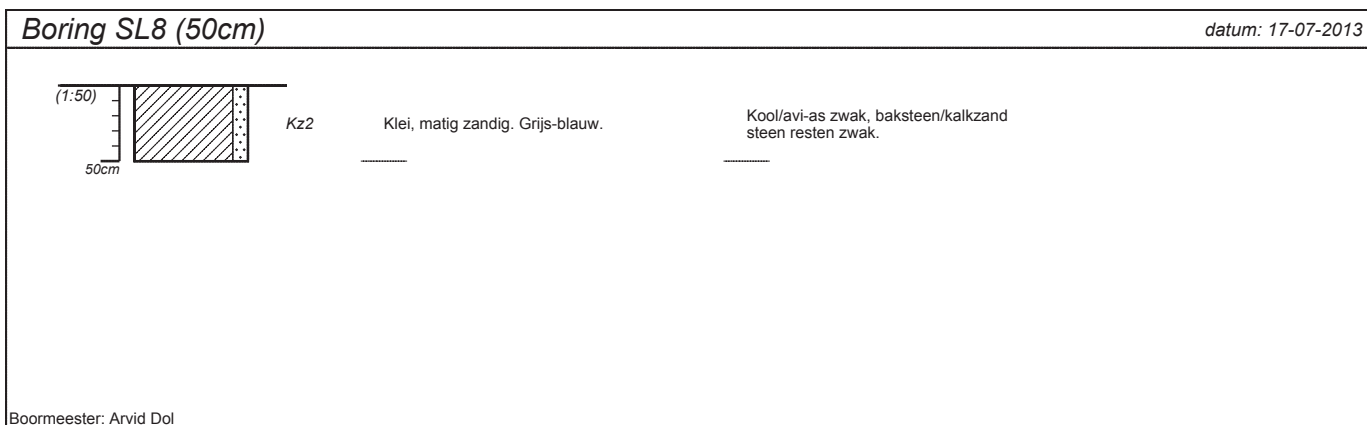 Boring SL8 (50cm)
datum: 17-07-2013
(1:50)
Kz2
Klei, matig zandig. Grijs-blauw.
Kool/avi-as zwak, baksteen/kalkzand
steen resten zwak.
50cm
Boormeester: Arvid Dol